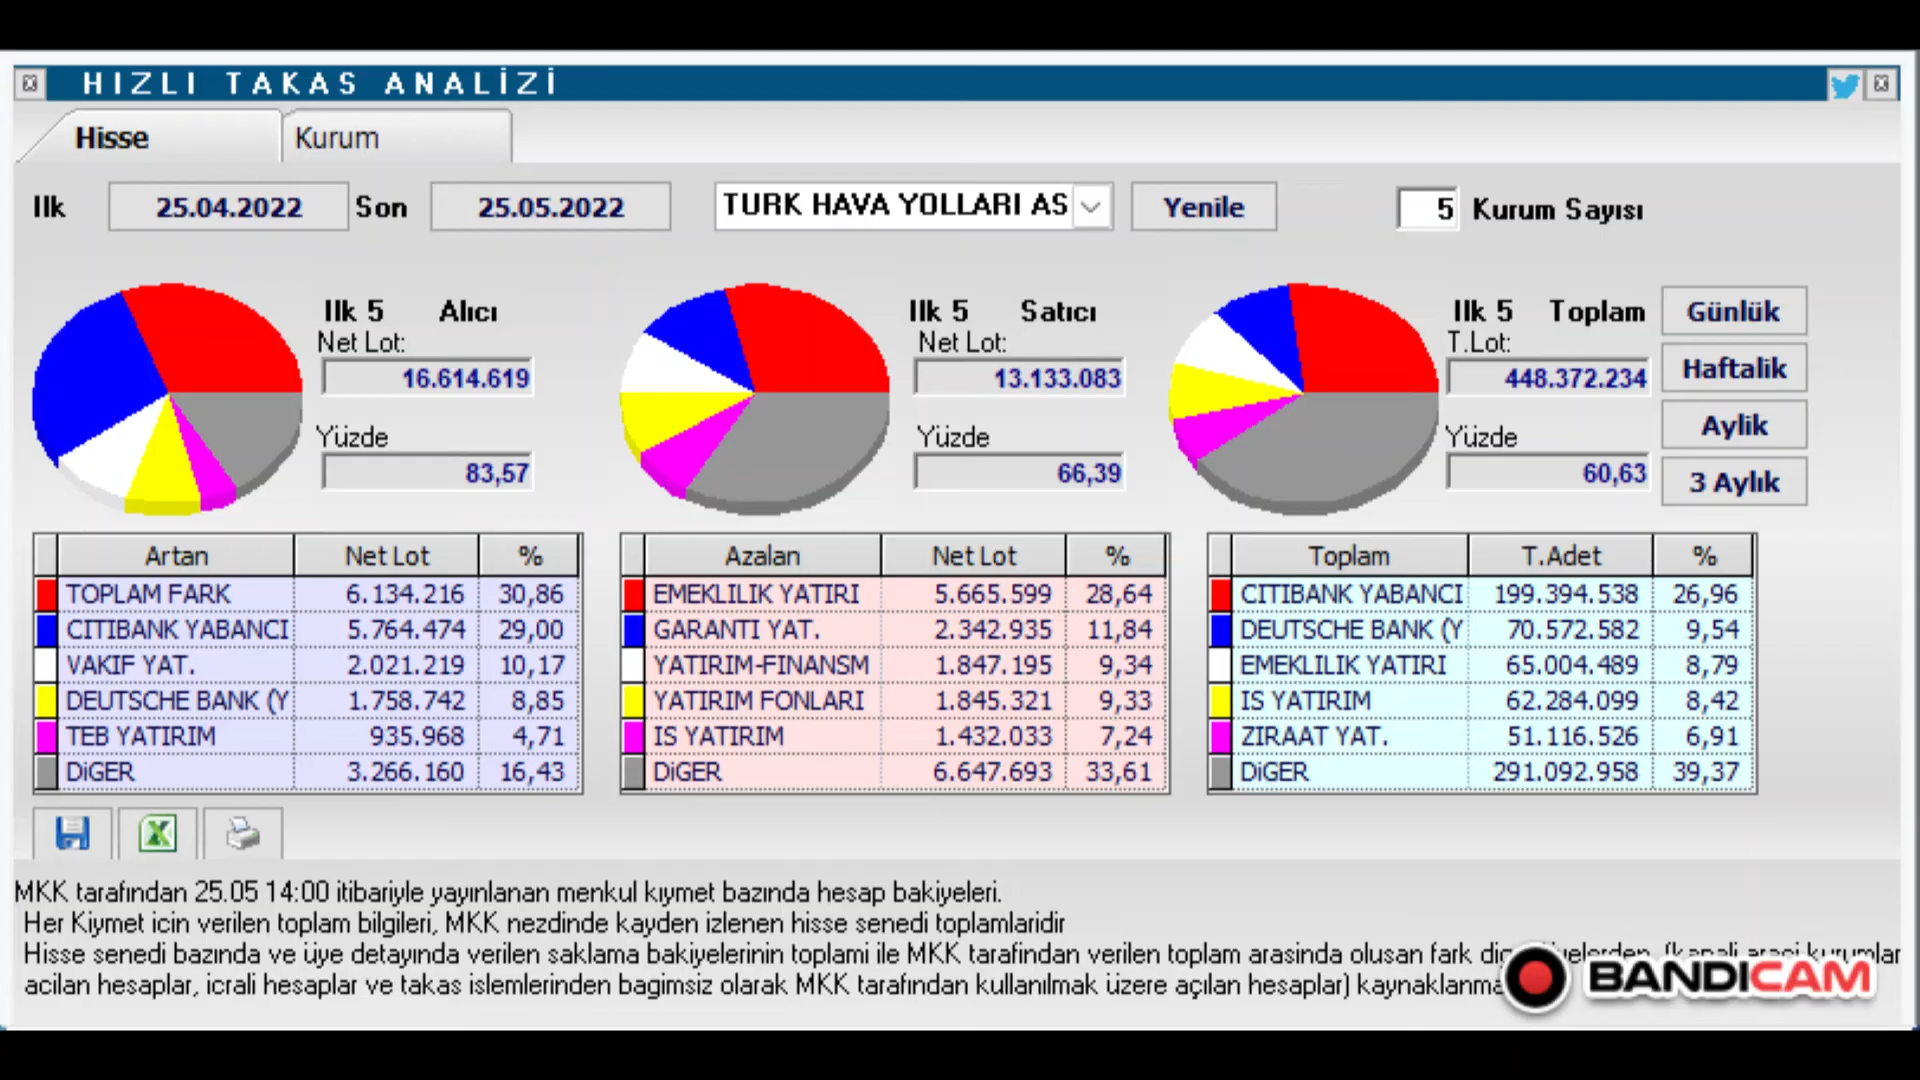 HIZLI TAKAS ANALİZİ
Hisse
Kurum
Ilk 25.04.2022 Son 25.05.2022 TURK HAVA YOLLARI AS Yenile 5 Kurum Sayısı
Ilk 5 Alıcı
Net Lot:
16.614.619
Yüzde
83,57
Ilk 5 Satıcı
Net Lot:
13.133.083
Yüzde
66,39
Ilk 5 Toplam
T.Lot:
448.372.234
Yüzde
60,63
Günlük
Haftalik
Aylik
3 Aylık
Artan Net Lot %
TOPLAM FARK 6.134.216 30,86
CITIBANK YABANCI 5.764.474 29,00
VAKIF YAT. 2.021.219 10,17
DEUTSCHE BANK (Y 1.758.742 8,85
TEB YATIRIM 935.968 4,71
DiGER 3.266.160 16,43
Azalan Net Lot %
EMEKLILIK YATIRI 5.665.599 28,64
GARANTI YAT. 2.342.935 11,84
YATIRIM-FINANSM 1.847.195 9,34
YATIRIM FONLARI 1.845.321 9,33
IS YATIRIM 1.432.033 7,24
DiGER 6.647.693 33,61
Toplam T.Adet %
CITIBANK YABANCI 199.394.538 26,96
DEUTSCHE BANK (Y 70.572.582 9,54
EMEKLILIK YATIRI 65.004.489 8,79
IS YATIRIM 62.284.099 8,42
ZIRAAT YAT. 51.116.526 6,91
DiGER 291.092.958 39,37
MKK tarafından 25.05 14:00 itibariyle yayınlanan menkul kıymet bazında hesap bakiyeleri.
Her Kiymet icin verilen toplam bilgileri, MKK nezdinde kayden izlenen hisse senedi toplamlaridir
Hisse senedi bazında ve üye detayında verilen saklama bakiyelerinin toplami ile MKK tarafindan verilen toplam arasinda olusan fark (kapali araci kurumlar
acilan hesaplar, icrali hesaplar ve takas islemlerinden bagimsiz olarak MKK tarafından kullanılmak üzere açılan hesaplar)
BANDICAM